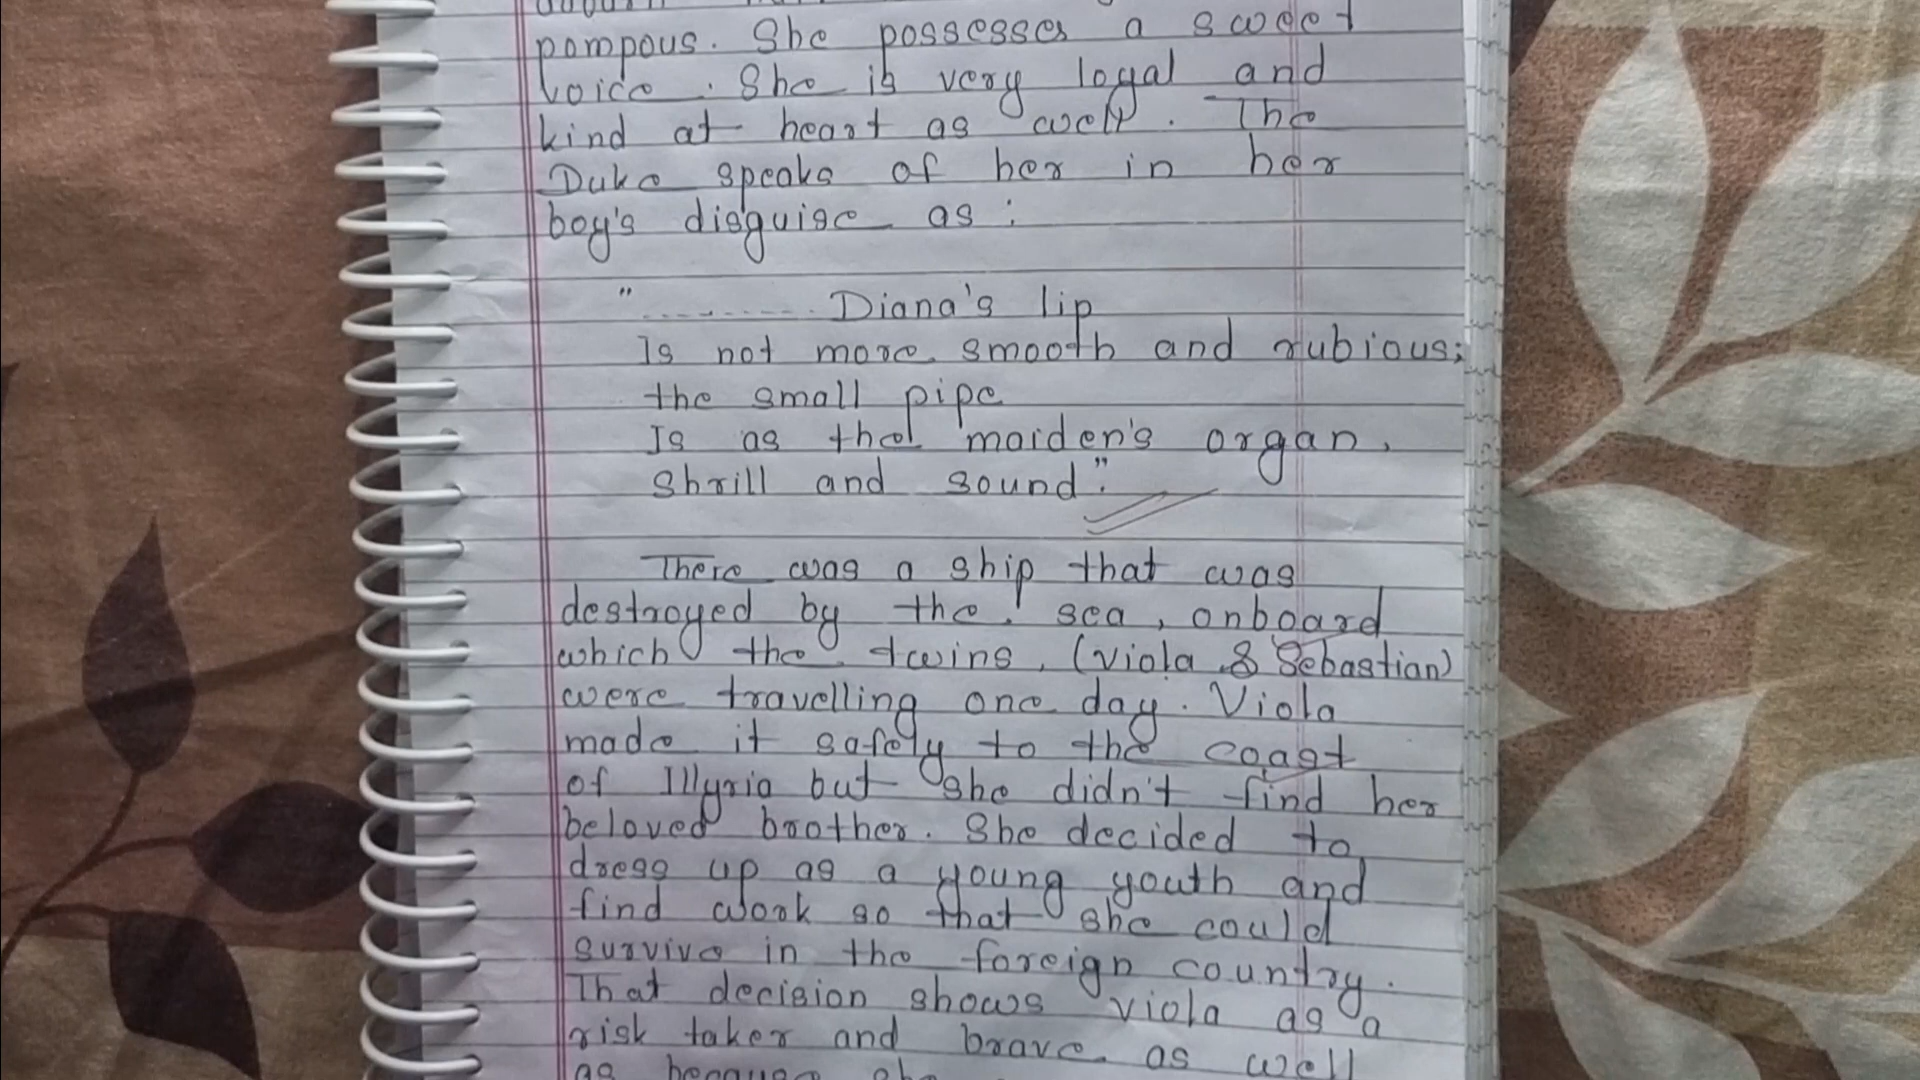 pompous. She possesses a sweet
voice. She is very loyal and
kind at heart as well. The
Duke speaks of her in her
boy's disguise as :
" ......... Diana's lip
Is not more smooth and rubious;
the small pipe
Is as the maiden's organ,
Shrill and sound."
There was a ship that was
destroyed by the sea, onboard
which the twins, (Viola & Sebastian)
were travelling one day. Viola
made it safely to the coast
of Illyria but she didn't find her
beloved brother. She decided to
dress up as a young youth and
find work so that she could
survive in the foreign country.
That decision shows Viola as a
risk taker and brave as well
as because